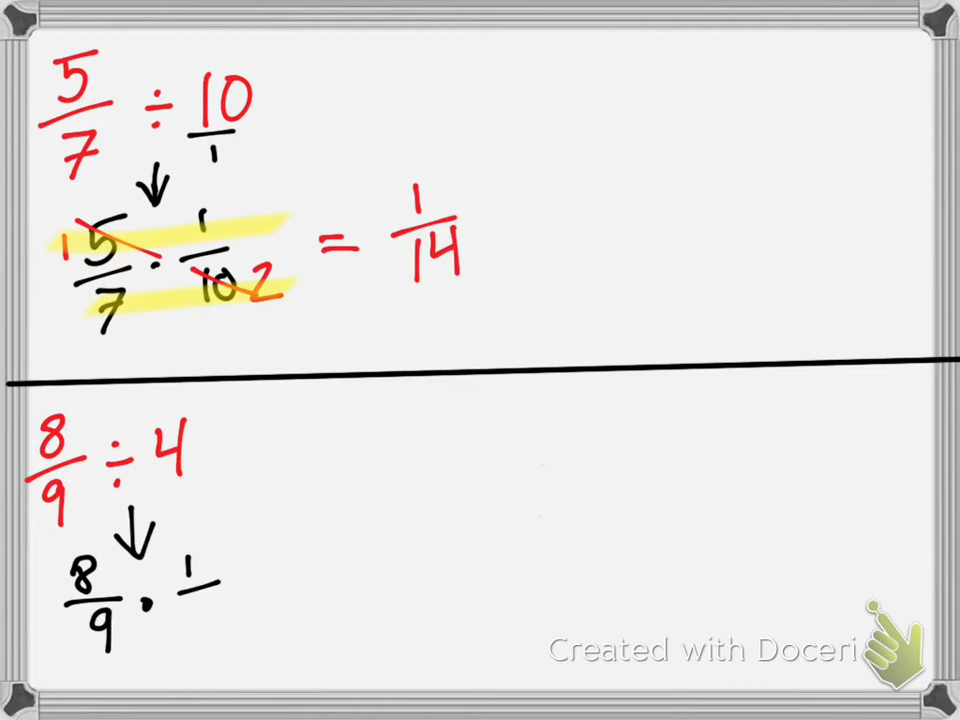 5/7 ÷ 10/1
↓
1 5/7 · 1/10 2 = 1/14
8/9 ÷ 4
↓
8/9 · 1/
Created with Doceri